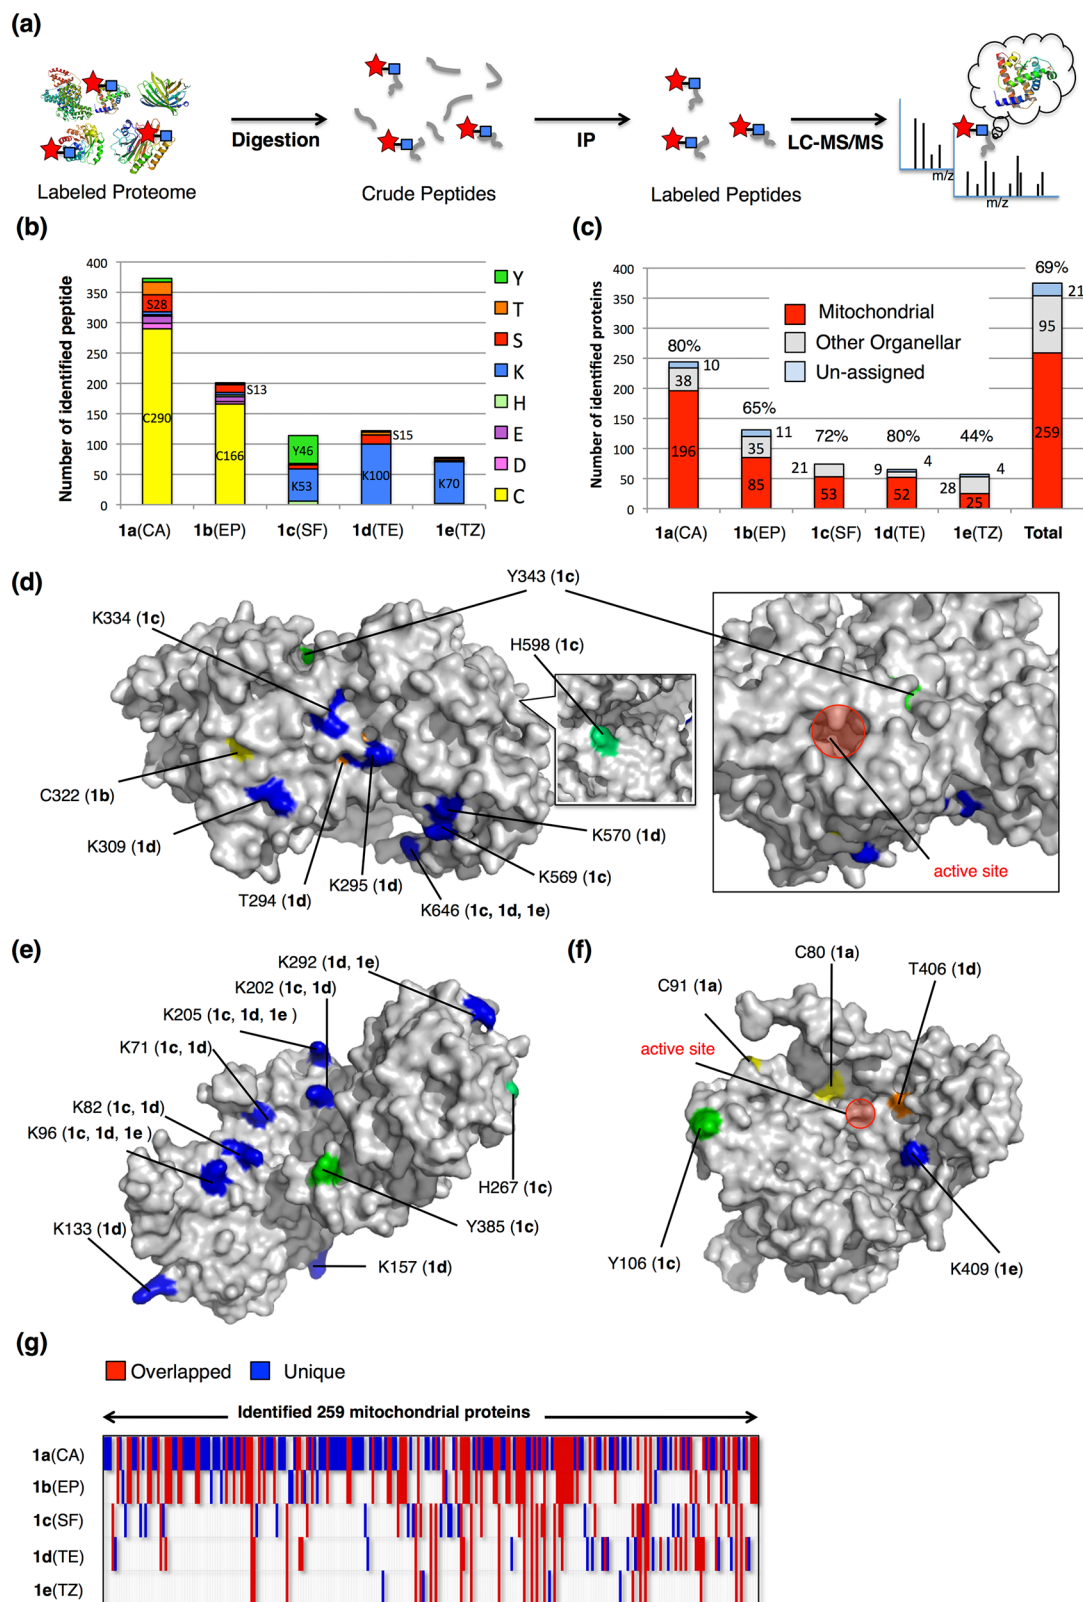 (a)
Digestion
IP
LC-MS/MS
m/z
m/z
Labeled Proteome
Crude Peptides
Labeled Peptides
(b)
Number of identified peptide
400
350
300
250
200
150
100
50
0
S28
C290
S13
C166
Y46
K53
S15
K100
K70
1a(CA)
1b(EP)
1c(SF)
1d(TE)
1e(TZ)
Y
T
S
K
H
E
D
C
(c)
Number of identified proteins
400
350
300
250
200
150
100
50
0
Mitochondrial
Other Organellar
Un-assigned
80%
10
38
196
65%
11
35
85
72%
21
53
80%
9
4
52
44%
28
4
25
69%
21
95
259
1a(CA)
1b(EP)
1c(SF)
1d(TE)
1e(TZ)
Total
(d)
Y343 (1c)
K334 (1c)
H598 (1c)
C322 (1b)
K309 (1d)
T294 (1d)
K295 (1d)
K570 (1d)
K569 (1c)
K646 (1c, 1d, 1e)
active site
(e)
K292 (1d, 1e)
K202 (1c, 1d)
K205 (1c, 1d, 1e )
K71 (1c, 1d)
K82 (1c, 1d)
K96 (1c, 1d, 1e )
H267 (1c)
Y385 (1c)
K133 (1d)
K157 (1d)
(f)
C80 (1a)
T406 (1d)
C91 (1a)
active site
Y106 (1c)
K409 (1e)
(g)
Overlapped
Unique
Identified 259 mitochondrial proteins
1a(CA)
1b(EP)
1c(SF)
1d(TE)
1e(TZ)